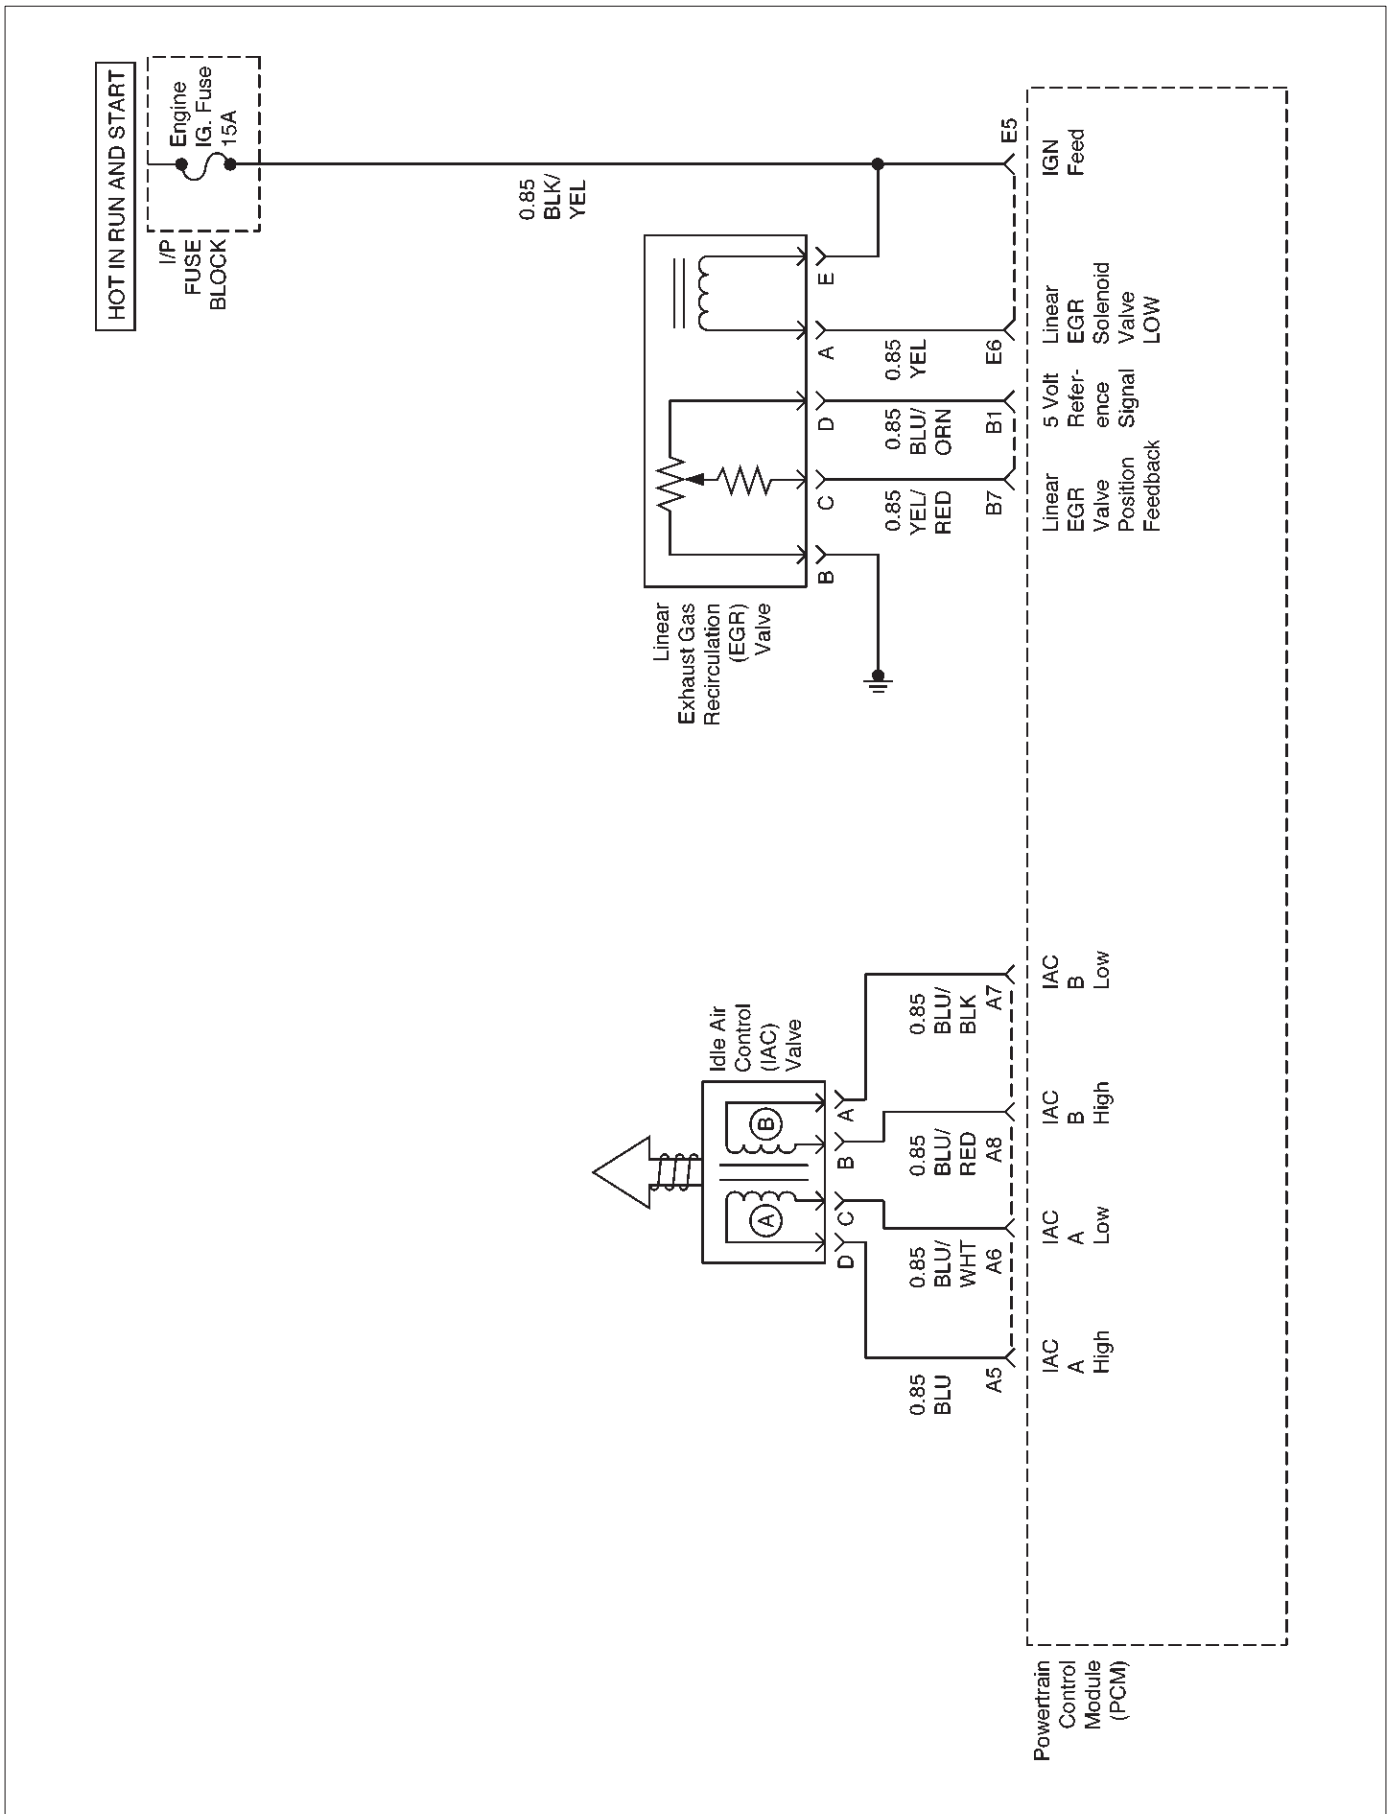 HOT IN RUN AND START
I/P
FUSE
BLOCK
Engine
IG. Fuse
15A
0.85
BLK/
YEL
Linear
Exhaust Gas
Recirculation
(EGR)
Valve
Idle Air
Control
(IAC)
Valve
A
B
D
C
B
A
B
C
D
A
E
0.85
BLU
0.85
BLU/
WHT
0.85
BLU/
RED
0.85
BLU/
BLK
0.85
YEL/
RED
0.85
BLU/
ORN
0.85
YEL
A5
A6
A8
A7
B7
B1
E6
E5
Powertrain
Control
Module
(PCM)
IAC
A
High
IAC
A
Low
IAC
B
High
IAC
B
Low
Linear
EGR
Valve
Position
Feedback
5 Volt
Refer-
ence
Signal
Linear
EGR
Solenoid
Valve
LOW
IGN
Feed